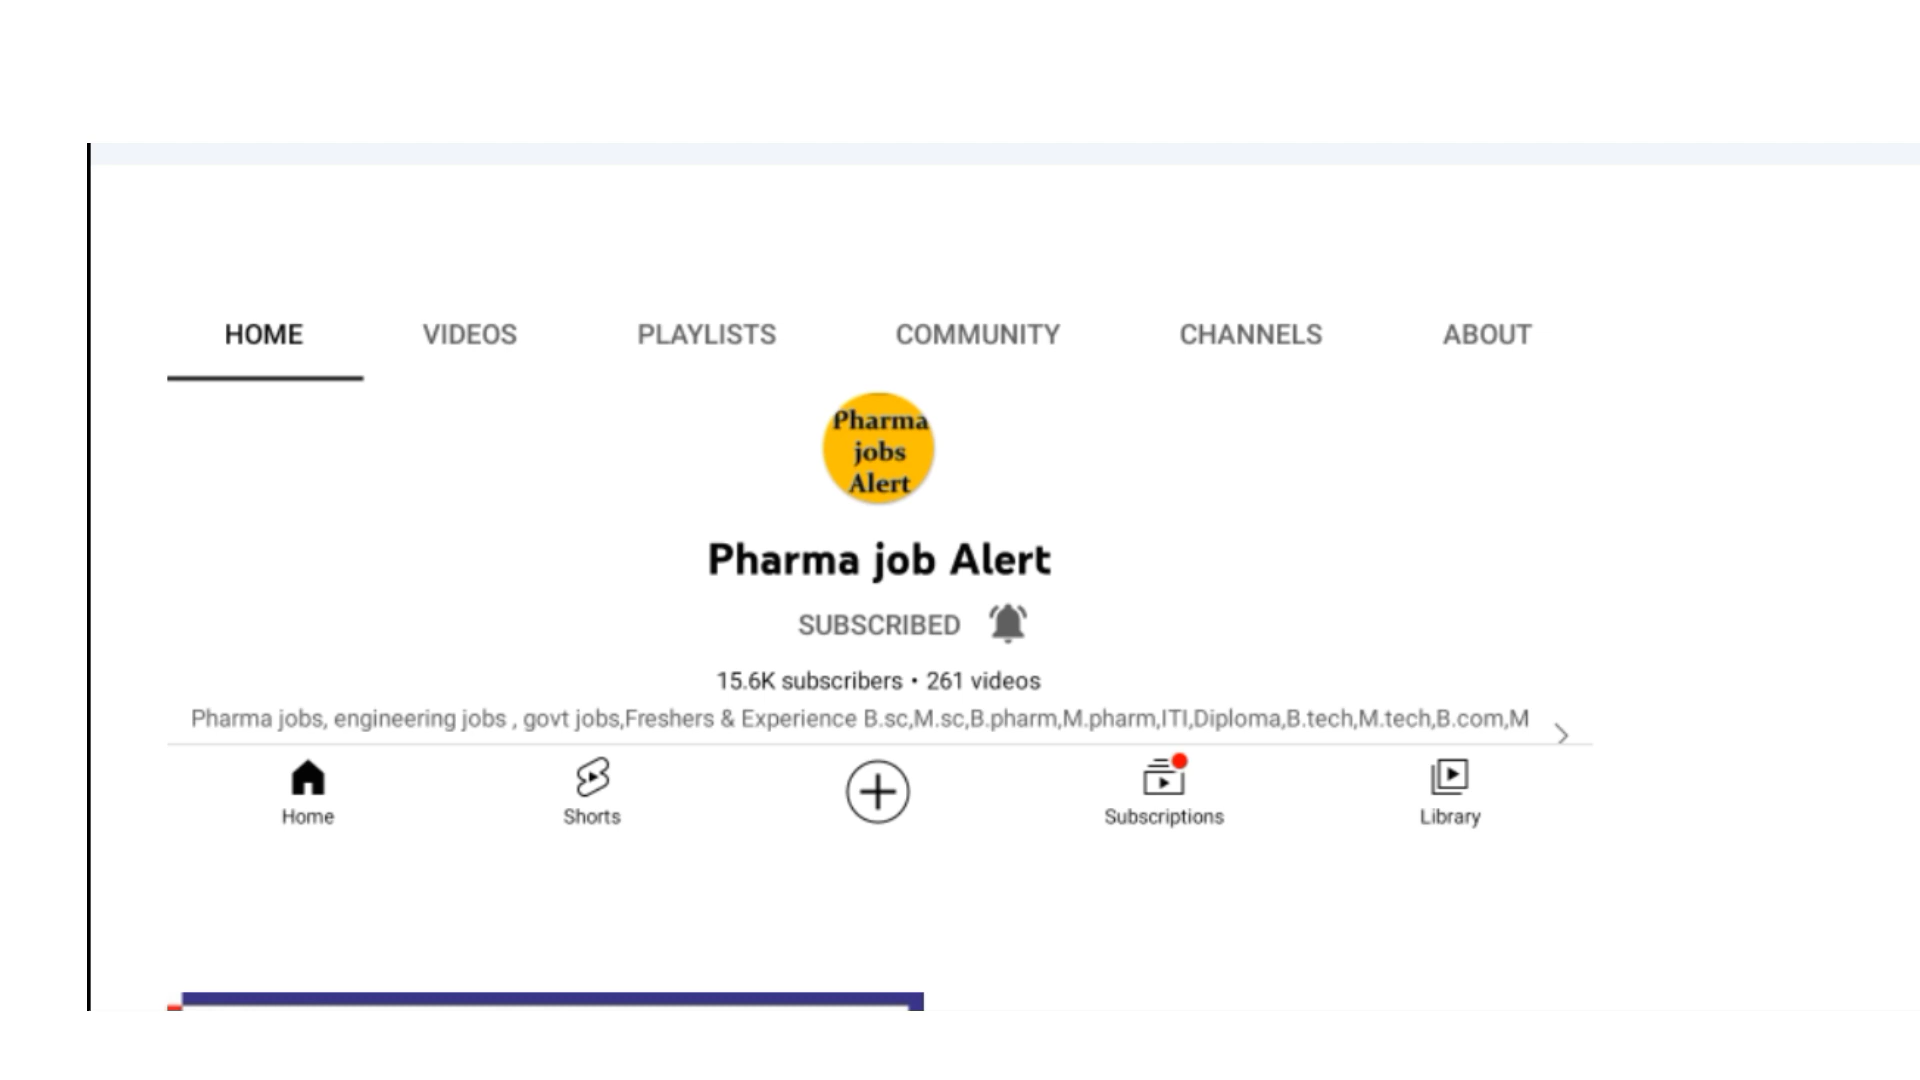 HOME VIDEOS PLAYLISTS COMMUNITY CHANNELS ABOUT
Pharma
jobs
Alert
Pharma job Alert
SUBSCRIBED
15.6K subscribers • 261 videos
Pharma jobs, engineering jobs , govt jobs,Freshers & Experience B.sc,M.sc,B.pharm,M.pharm,ITI,Diploma,B.tech,M.tech,B.com,M
Home Shorts Subscriptions Library